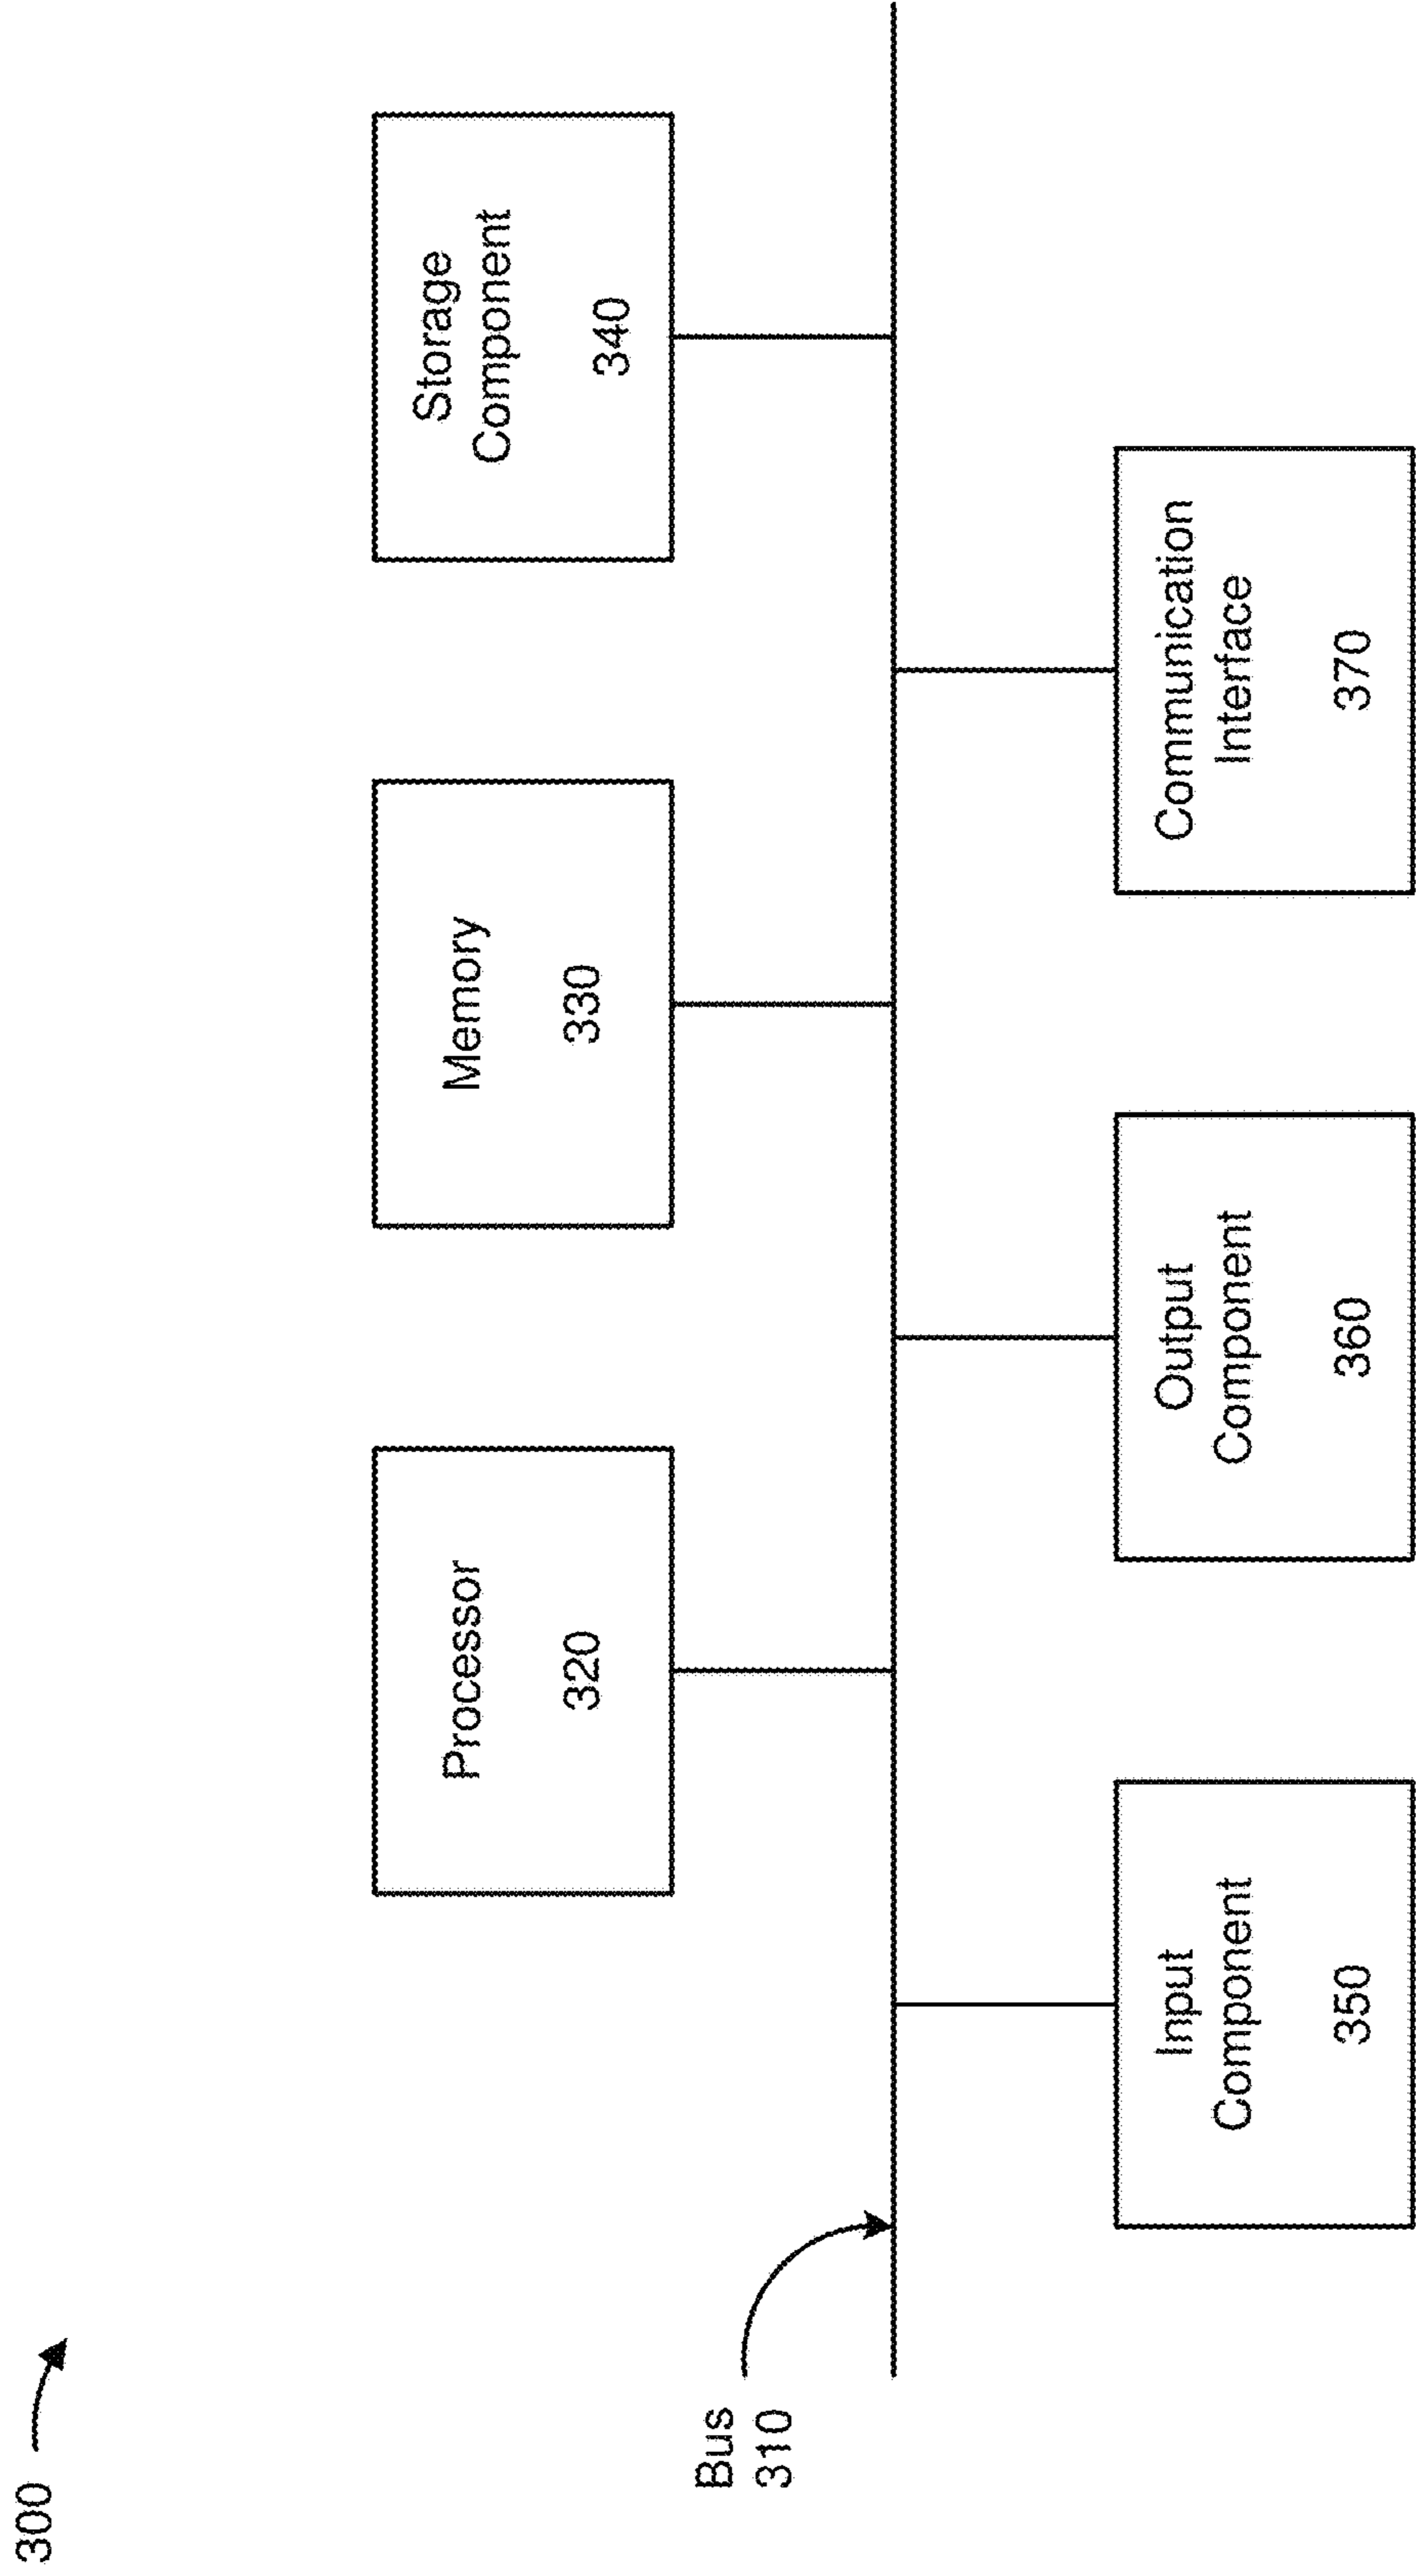 300
Processor
320
Memory
330
Storage
Component
340
Bus
310
Input
Component
350
Output
Component
360
Communication
Interface
370